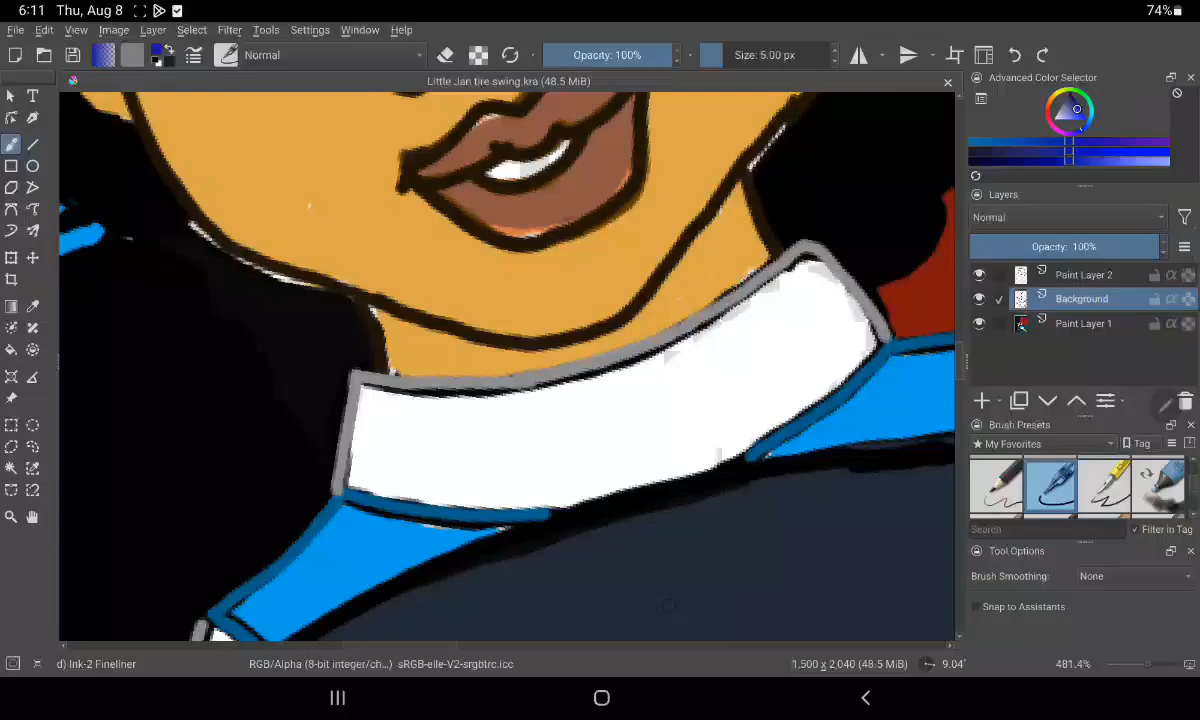 6:11 Thu, Aug 8
74%
File Edit View Image Layer Select Filter Tools Settings Window Help
Normal
Opacity: 100%
Size: 5.00 px
Little Jan tire swing.kra (48.5 MiB)
Advanced Color Selector
Layers
Normal
Opacity: 100%
Paint Layer 2
Background
Paint Layer 1
Brush Presets
★ My Favorites
Tag
Search
Filter in Tag
Tool Options
Brush Smoothing: None
Snap to Assistants
d) Ink-2 Fineliner
RGB/Alpha (8-bit integer/ch...) sRGB-elle-V2-srgbtrc.icc
1,500 x 2,040 (48.5 MiB)
9.04°
481.4%